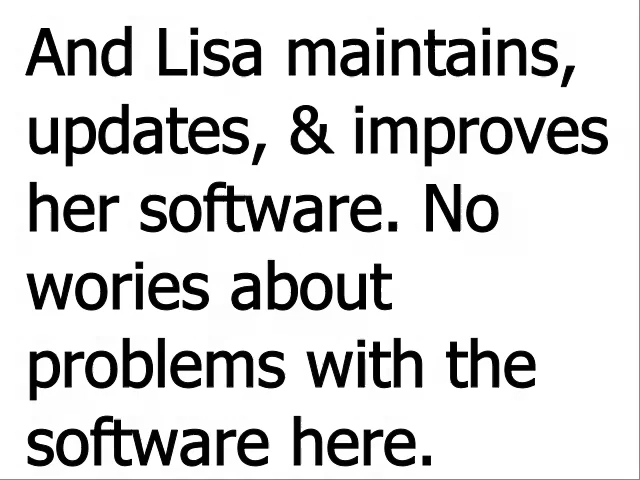 And Lisa maintains,
updates, & improves
her software. No
wories about
problems with the
software here.